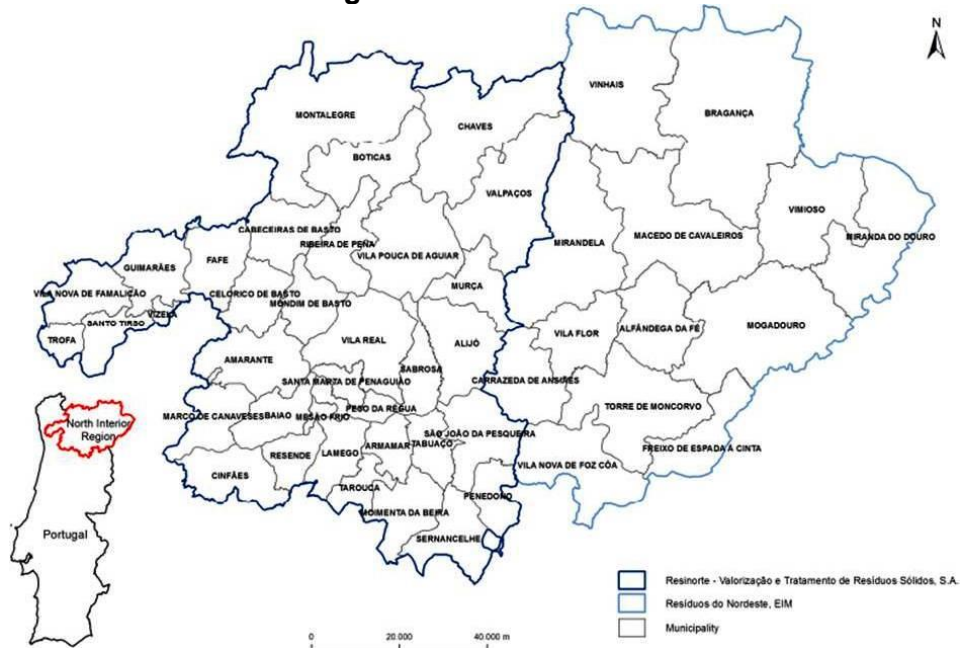 N
VINHAIS
BRAGANÇA
MONTALEGRE
CHAVES
BOTICAS
VALPAÇOS
VIMIOSO
CABECEIRAS DE BASTO
MIRANDELA
MACEDO DE CAVALEIROS
MIRANDA DO DOURO
RIBEIRA DE PENA
VILA POUCA DE AGUIAR
FAFE
GUIMARÃES
MURÇA
VILA NOVA DE FAMALICÃO
CELORICO DE BASTO
MONDIM DE BASTO
VIZELA
SANTO TIRSO
MOGADOURO
ALFÂNDEGA DA FÉ
VILA FLOR
TROFA
VILA REAL
ALIJÓ
AMARANTE
SABROSA
SANTA MARTA DE PENAGUIÃO
CARRAZEDA DE ANSIÃES
TORRE DE MONCORVO
PESO DA RÉGUA
MARCO DE CANAVESES
BAIAO
MESÃO FRIO
North Interior
Region
SÃO JOÃO DA PESQUEIRA
ARMAMAR
TABUAÇO
FREIXO DE ESPADA À CINTA
LAMEGO
RESENDE
VILA NOVA DE FOZ CÔA
CINFÃES
TAROUCA
PENEDONO
MOIMENTA DA BEIRA
Portugal
SERNANCELHE
Resinorte - Valorização e Tratamento de Resíduos Sólidos, S.A.
Resíduos do Nordeste, EIM
Municipality
0 20.000 40.000 m